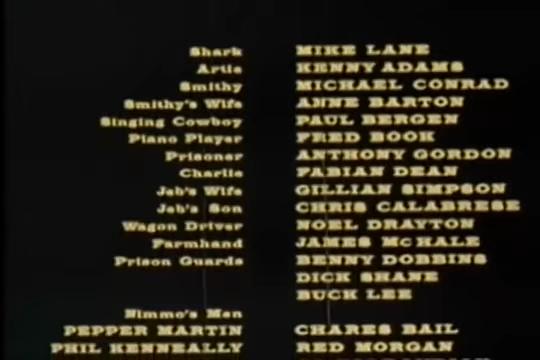 Shark MIKE LANE
Artie KENNY ADAMS
Smithy MICHAEL CONRAD
Smithy's Wife ANNE BARTON
Singing Cowboy PAUL BERGEN
Piano Player FRED BOOK
Prisoner ANTHONY GORDON
Charlie FABIAN DEAN
Jeb's Wife GILLIAN SIMPSON
Jeb's Son CHRIS CALABRESE
Wagon Driver NOEL DRAYTON
Farmhand JAMES McHALE
Prison Guards BENNY DOBBINS
DICK SHANE
BUCK LEE
Nimmo's Men
PEPPER MARTIN CHARES BAIL
PHIL KENNEALLY RED MORGAN